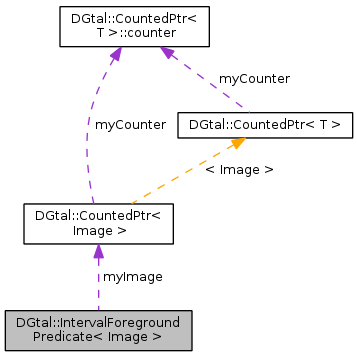 DGtal::CountedPtr<
T >::counter
myCounter
myCounter
DGtal::CountedPtr< T >
< Image >
DGtal::CountedPtr<
Image >
myImage
DGtal::IntervalForeground
Predicate< Image >